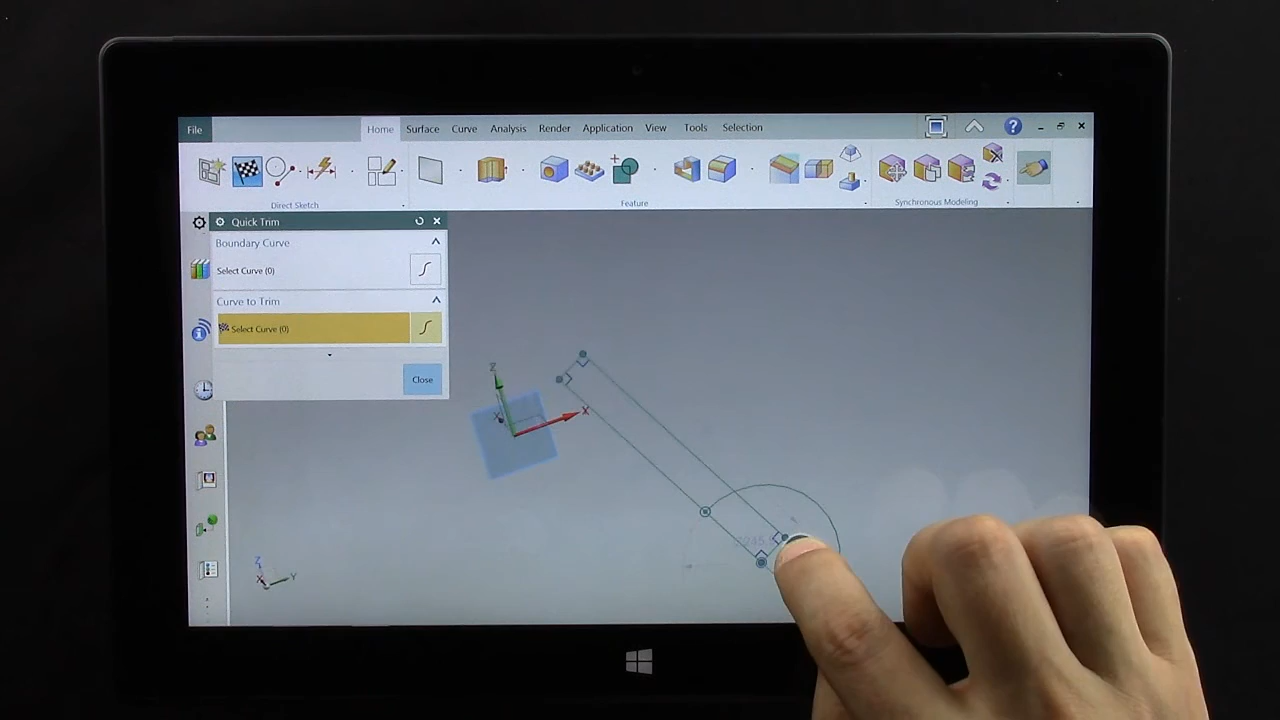 File Home Surface Curve Analysis Render Application View Tools Selection
Direct Sketch Feature Synchronous Modeling
Quick Trim
Boundary Curve
Select Curve (0)
Curve to Trim
Select Curve (0)
Close
Z
X
X
Z
X Y